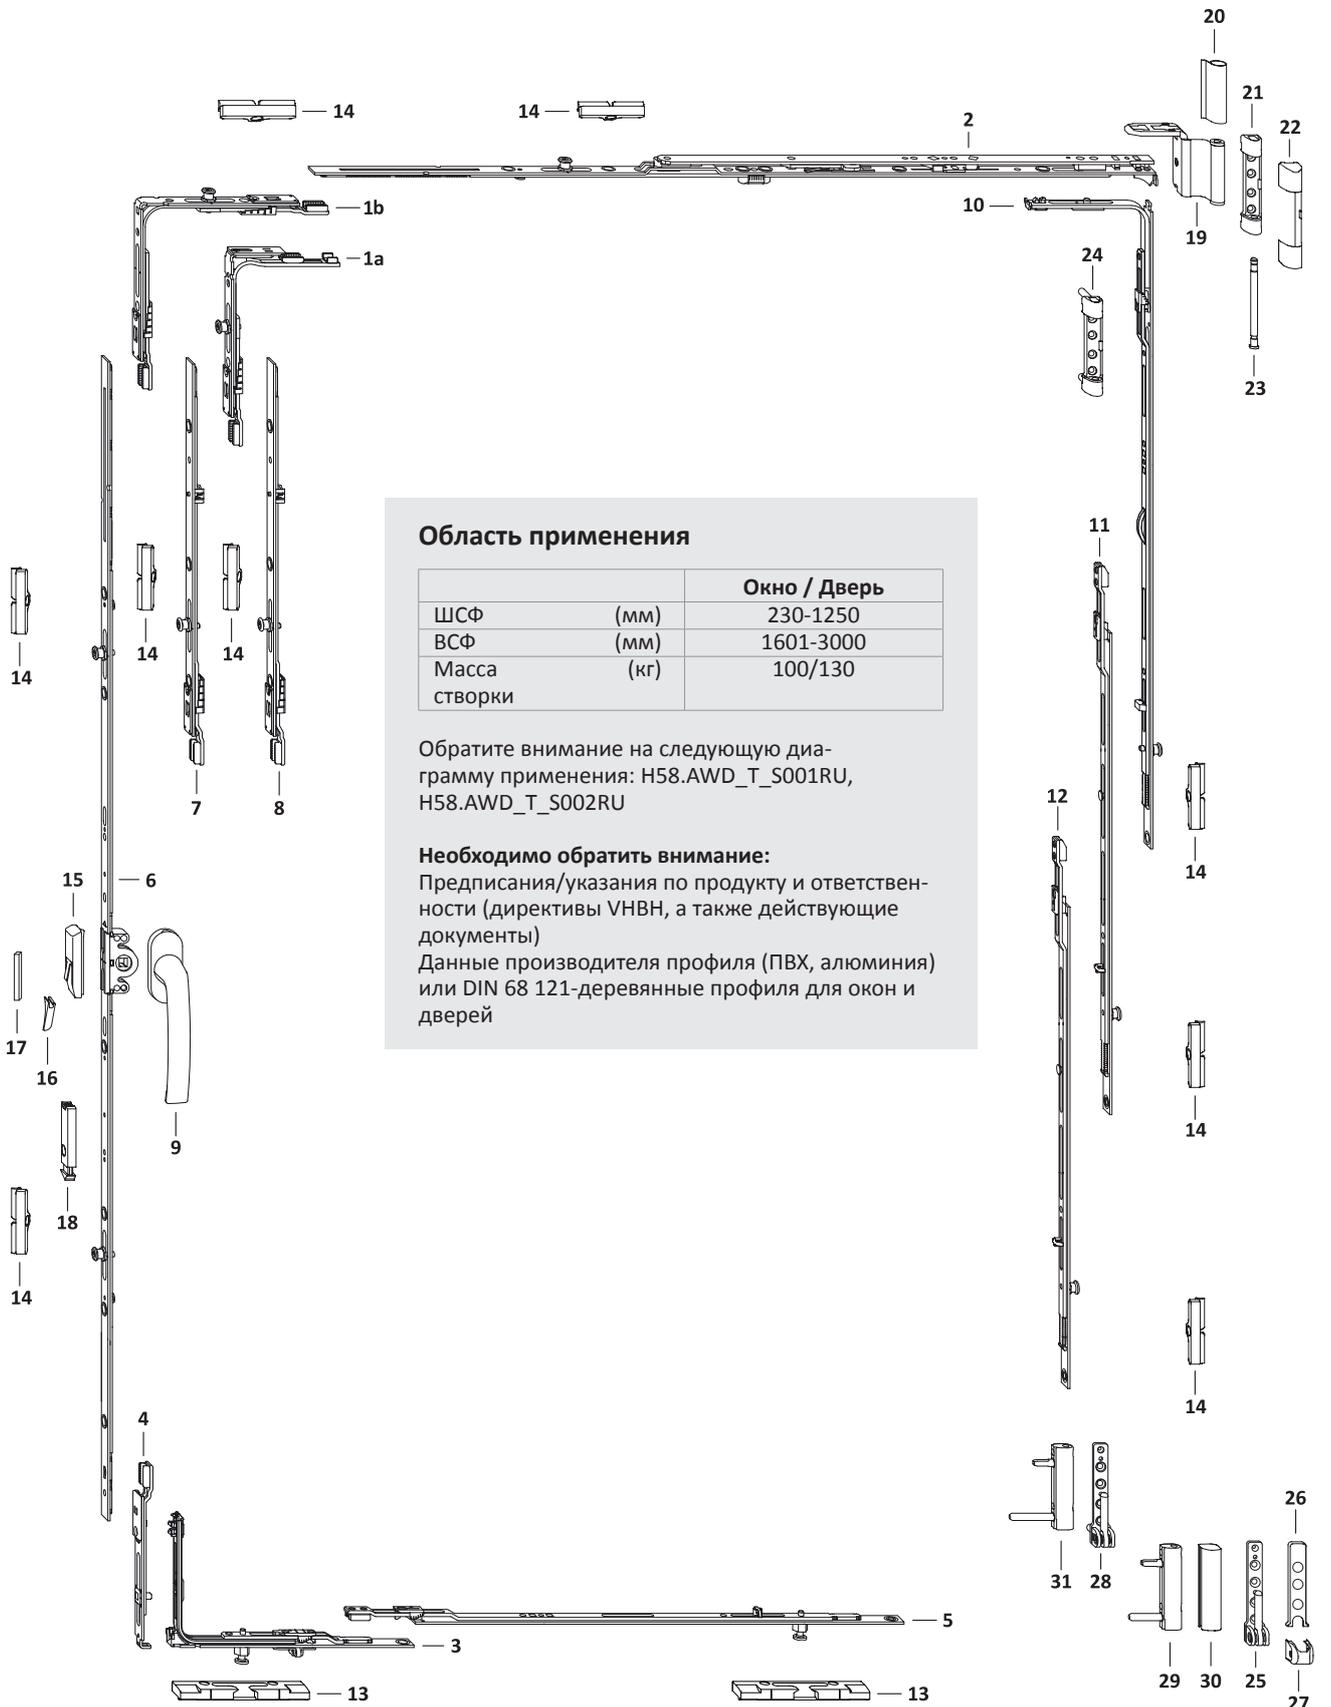 20
14
14
2
21
22
1b
10
19
1a
24
23
Область применения
Окно / Дверь
ШСФ (мм) 230-1250
ВСФ (мм) 1601-3000
Масса (кг) 100/130
створки
Обратите внимание на следующую диа-
грамму применения: H58.AWD_T_S001RU,
H58.AWD_T_S002RU
Необходимо обратить внимание:
Предписания/указания по продукту и ответствен-
ности (директивы VHBH, а также действующие
документы)
Данные производителя профиля (ПВХ, алюминия)
или DIN 68 121-деревянные профиля для окон и
дверей
11
14
14
14
7
8
12
14
15
6
17
16
9
14
18
14
14
4
26
31
28
5
3
29
30
25
27
13
13